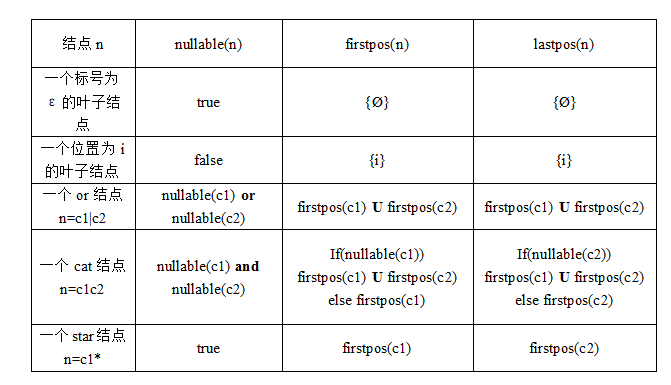 结点 n nullable(n) firstpos(n) lastpos(n)
一个标号为
ε 的叶子结
点
true {Ø} {Ø}
一个位置为 i
的叶子结点
false {i} {i}
一个 or 结点
n=c1|c2
nullable(c1) or
nullable(c2)
firstpos(c1) U firstpos(c2) firstpos(c1) U firstpos(c2)
一个 cat 结点
n=c1c2
nullable(c1) and
nullable(c2)
If(nullable(c1))
firstpos(c1) U firstpos(c2)
else firstpos(c1)
If(nullable(c2))
firstpos(c1) U firstpos(c2)
else firstpos(c2)
一个 star 结点
n=c1*
true firstpos(c1) firstpos(c2)